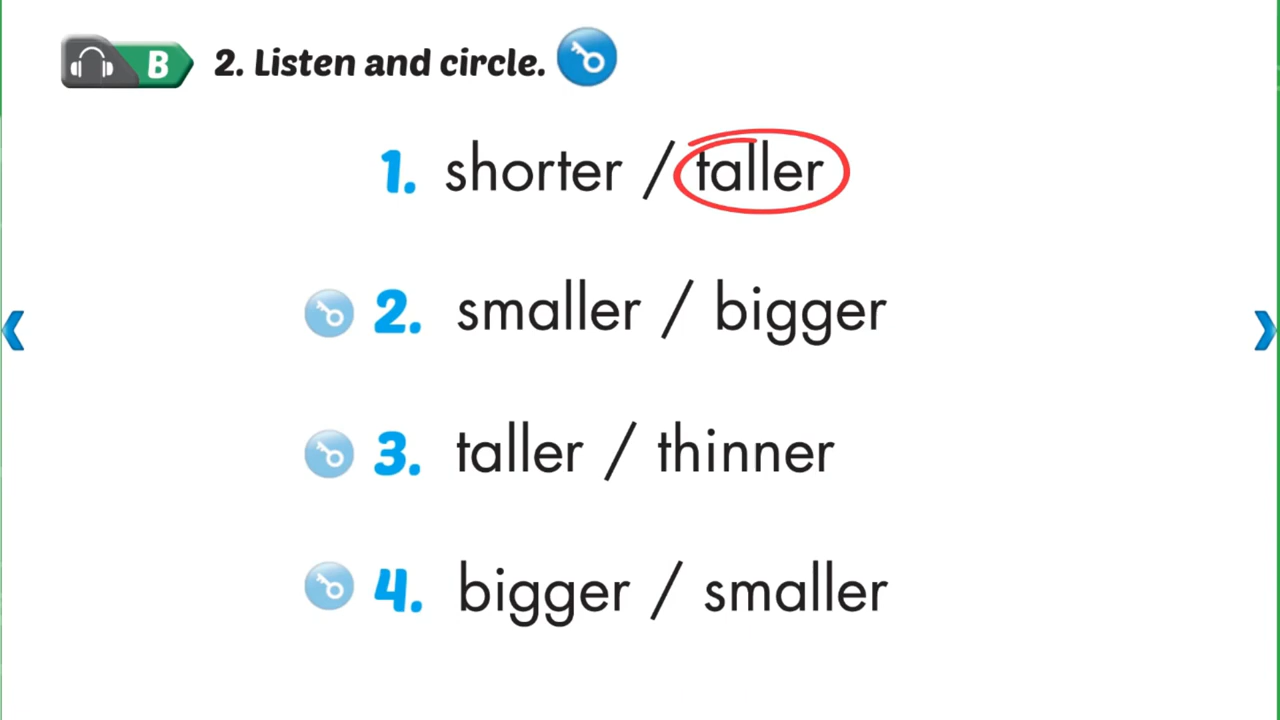 B 2. Listen and circle.
1. shorter / taller
2. smaller / bigger
3. taller / thinner
4. bigger / smaller